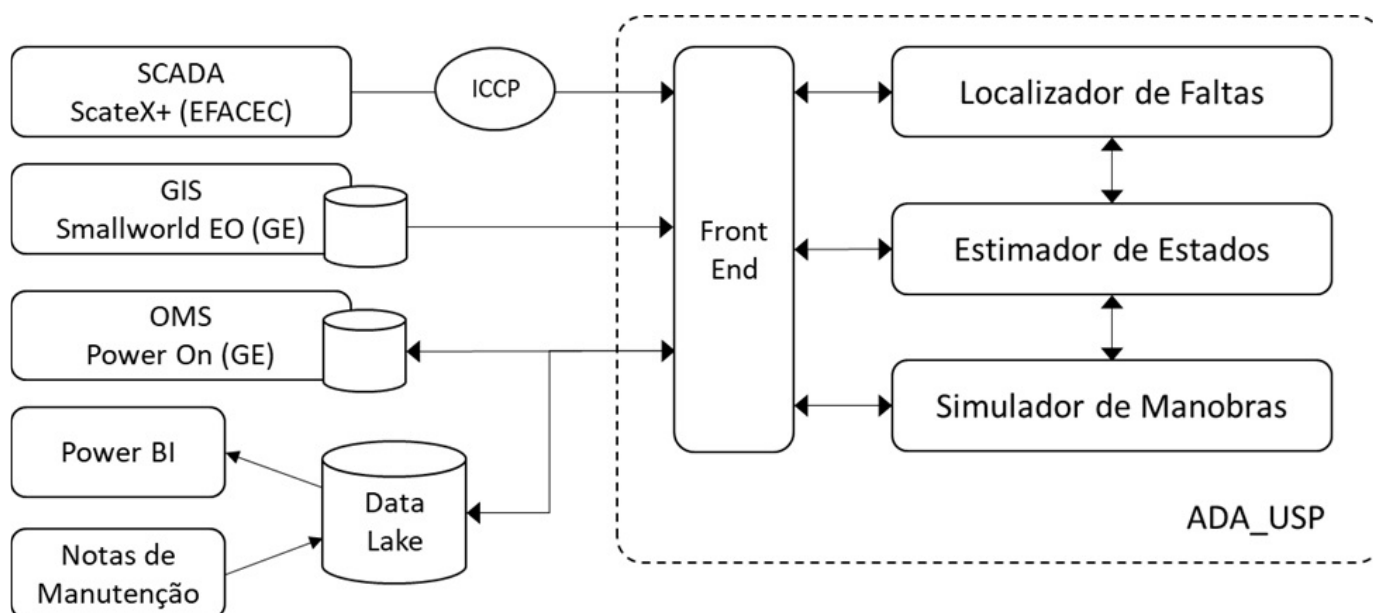 SCADA
ScateX+ (EFACEC)
ICCP
GIS
Smallworld EO (GE)
OMS
Power On (GE)
Power BI
Notas de
Manutenção
Data
Lake
Front
End
Localizador de Faltas
Estimador de Estados
Simulador de Manobras
ADA_USP